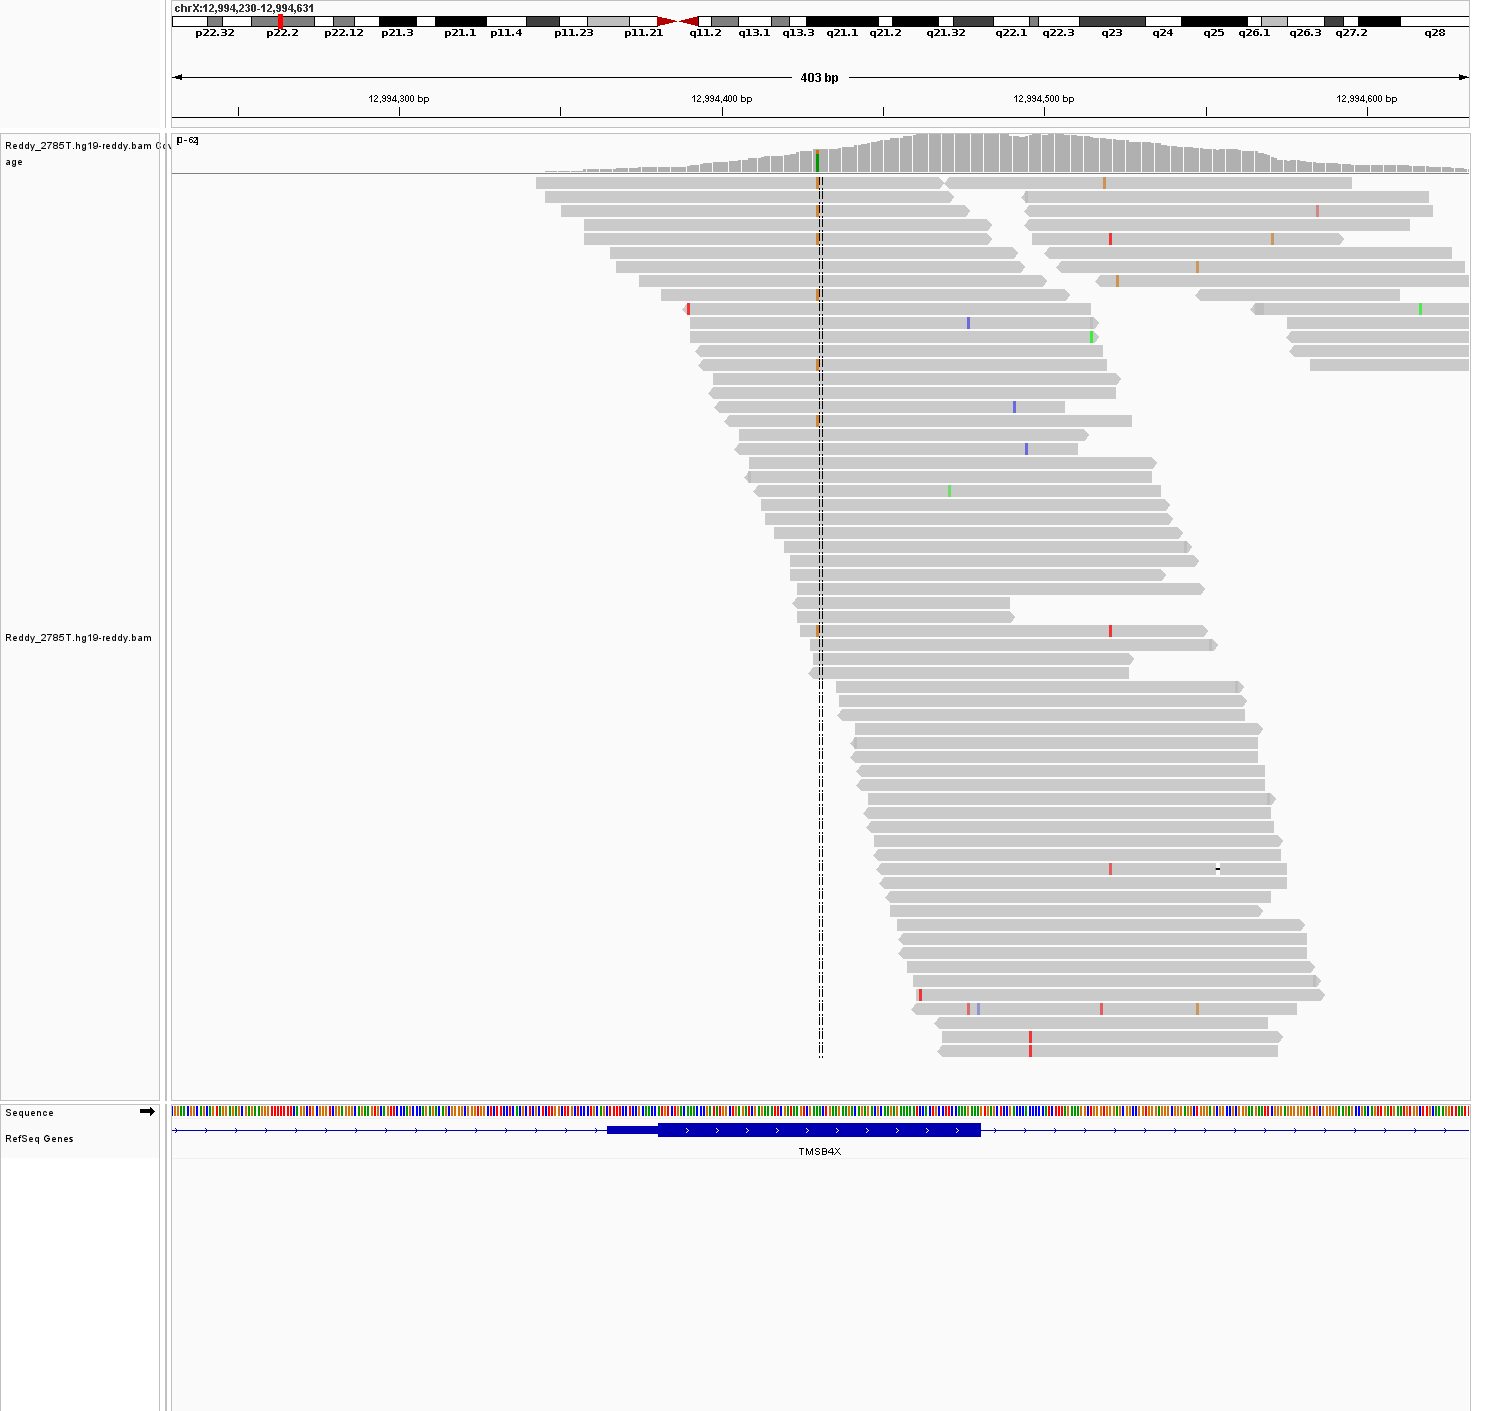 chrX:12,994,230-12,994,631
p22.32 p22.2 p22.12 p21.3 p21.1 p11.4 p11.23 p11.21 q11.2 q13.1 q13.3 q21.1 q21.2 q21.32 q22.1 q22.3 q23 q24 q25 q26.1 q26.3 q27.2 q28
403 bp
12,994,300 bp 12,994,400 bp 12,994,500 bp 12,994,600 bp
[0 - 62]
Reddy_2785T.hg19-reddy.bam Cov
age
Reddy_2785T.hg19-reddy.bam
Sequence
RefSeq Genes
TMSB4X